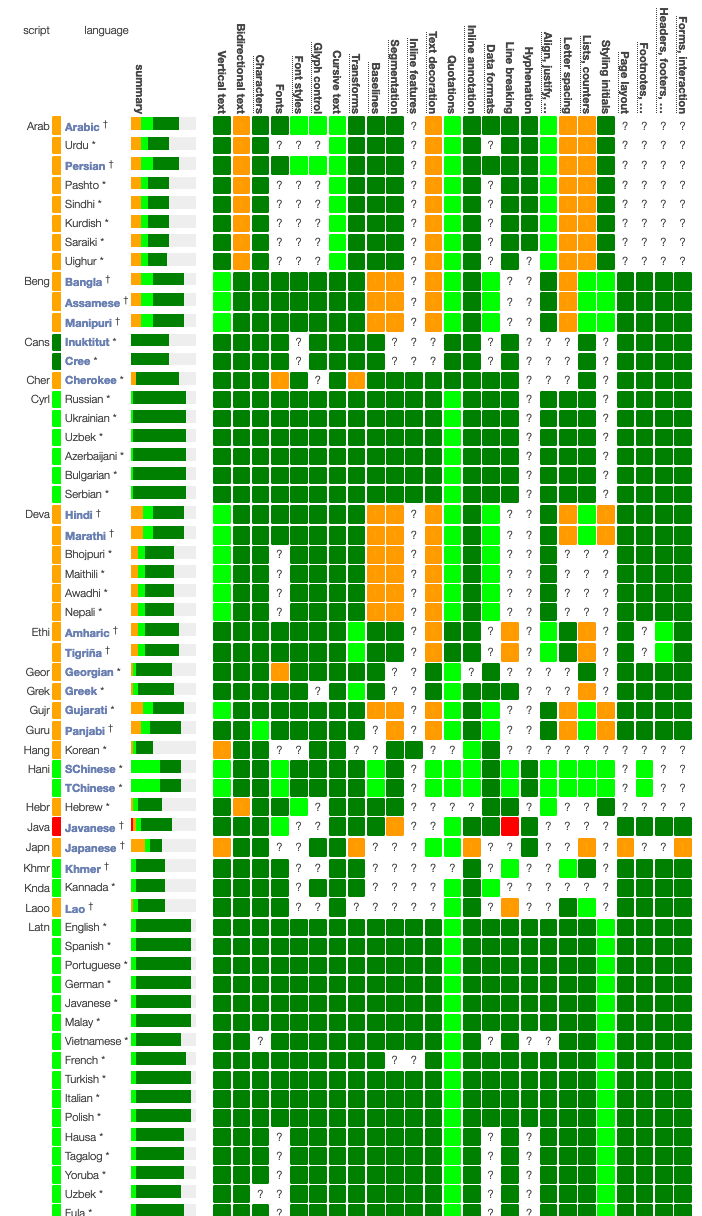 script language
summary
Vertical text
Bidirectional text
Characters
Fonts
Font styles
Glyph control
Cursive text
Transforms
Baselines
Segmentation
Inline features
Text decoration
Quotations
Inline annotation
Data formats
Line breaking
Hyphenation
Align, justify, ...
Letter spacing
Lists, counters
Styling initials
Page layout
Footnotes, ...
Headers, footers, ...
Forms, interaction
Arab Arabic †
Urdu *
Persian †
Pashto *
Sindhi *
Kurdish *
Saraiki *
Uighur *
Beng Bangla †
Assamese †
Manipuri †
Cans Inuktitut *
Cree *
Cher Cherokee *
Cyrl Russian *
Ukrainian *
Uzbek *
Azerbaijani *
Bulgarian *
Serbian *
Deva Hindi †
Marathi †
Bhojpuri *
Maithili *
Awadhi *
Nepali *
Ethi Amharic †
Tigriña †
Geor Georgian *
Grek Greek *
Gujr Gujarati *
Guru Panjabi †
Hang Korean *
Hani SChinese *
TChinese *
Hebr Hebrew *
Java Javanese †
Japn Japanese †
Khmr Khmer †
Knda Kannada *
Laoo Lao †
Latn English *
Spanish *
Portuguese *
German *
Javanese *
Malay *
Vietnamese *
French *
Turkish *
Italian *
Polish *
Hausa *
Tagalog *
Yoruba *
Uzbek *
Fula *